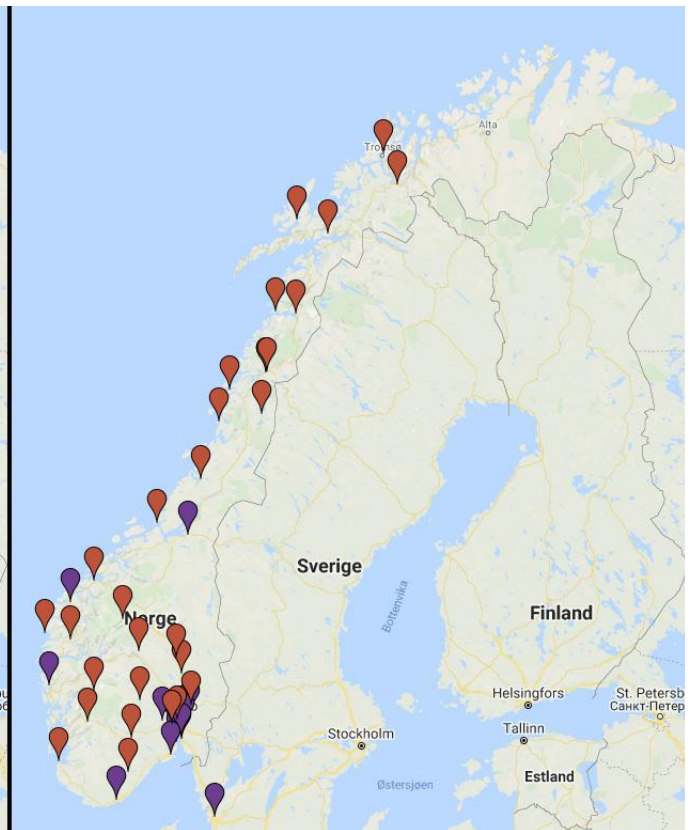 Alta
Tromsø
Sverige
Bottenvika
Norge
Finland
Helsingfors
St. Petersb
Санкт-Петер
Tallinn
Stockholm
Estland
Østersjøen